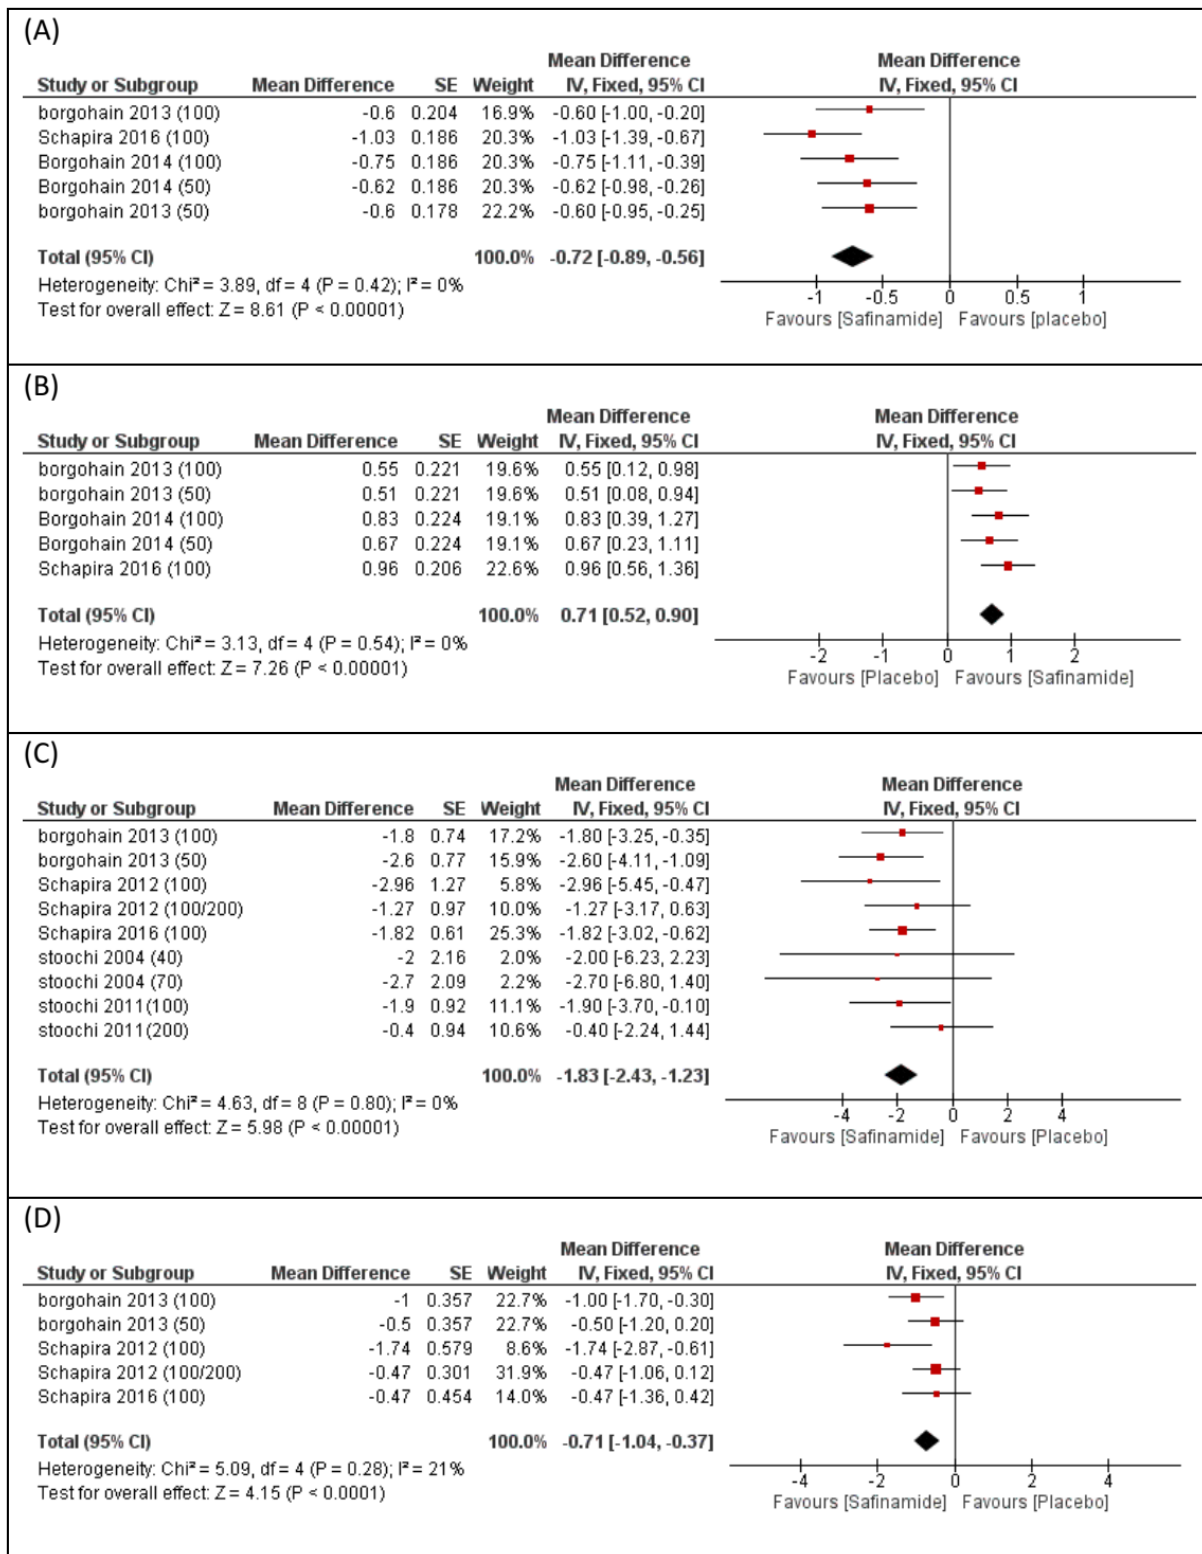 (A)
Mean Difference Mean Difference
Study or Subgroup Mean Difference SE Weight IV, Fixed, 95% CI IV, Fixed, 95% CI
borgohain 2013 (100) -0.6 0.204 16.9% -0.60 [-1.00, -0.20]
Schapira 2016 (100) -1.03 0.186 20.3% -1.03 [-1.39, -0.67]
Borgohain 2014 (100) -0.75 0.186 20.3% -0.75 [-1.11, -0.39]
Borgohain 2014 (50) -0.62 0.186 20.3% -0.62 [-0.98, -0.26]
borgohain 2013 (50) -0.6 0.178 22.2% -0.60 [-0.95, -0.25]
Total (95% CI) 100.0% -0.72 [-0.89, -0.56]
Heterogeneity: Chi² = 3.89, df = 4 (P = 0.42); I² = 0%
Test for overall effect: Z = 8.61 (P < 0.00001)
-1 -0.5 0 0.5 1
Favours [Safinamide] Favours [placebo]
(B)
Mean Difference Mean Difference
Study or Subgroup Mean Difference SE Weight IV, Fixed, 95% CI IV, Fixed, 95% CI
borgohain 2013 (100) 0.55 0.221 19.6% 0.55 [0.12, 0.98]
borgohain 2013 (50) 0.51 0.221 19.6% 0.51 [0.08, 0.94]
Borgohain 2014 (100) 0.83 0.224 19.1% 0.83 [0.39, 1.27]
Borgohain 2014 (50) 0.67 0.224 19.1% 0.67 [0.23, 1.11]
Schapira 2016 (100) 0.96 0.206 22.6% 0.96 [0.56, 1.36]
Total (95% CI) 100.0% 0.71 [0.52, 0.90]
Heterogeneity: Chi² = 3.13, df = 4 (P = 0.54); I² = 0%
Test for overall effect: Z = 7.26 (P < 0.00001)
-2 -1 0 1 2
Favours [Placebo] Favours [Safinamide]
(C)
Mean Difference Mean Difference
Study or Subgroup Mean Difference SE Weight IV, Fixed, 95% CI IV, Fixed, 95% CI
borgohain 2013 (100) -1.8 0.74 17.2% -1.80 [-3.25, -0.35]
borgohain 2013 (50) -2.6 0.77 15.9% -2.60 [-4.11, -1.09]
Schapira 2012 (100) -2.96 1.27 5.8% -2.96 [-5.45, -0.47]
Schapira 2012 (100/200) -1.27 0.97 10.0% -1.27 [-3.17, 0.63]
Schapira 2016 (100) -1.82 0.61 25.3% -1.82 [-3.02, -0.62]
stoochi 2004 (40) -2 2.16 2.0% -2.00 [-6.23, 2.23]
stoochi 2004 (70) -2.7 2.09 2.2% -2.70 [-6.80, 1.40]
stoochi 2011(100) -1.9 0.92 11.1% -1.90 [-3.70, -0.10]
stoochi 2011(200) -0.4 0.94 10.6% -0.40 [-2.24, 1.44]
Total (95% CI) 100.0% -1.83 [-2.43, -1.23]
Heterogeneity: Chi² = 4.63, df = 8 (P = 0.80); I² = 0%
Test for overall effect: Z = 5.98 (P < 0.00001)
-4 -2 0 2 4
Favours [Safinamide] Favours [Placebo]
(D)
Mean Difference Mean Difference
Study or Subgroup Mean Difference SE Weight IV, Fixed, 95% CI IV, Fixed, 95% CI
borgohain 2013 (100) -1 0.357 22.7% -1.00 [-1.70, -0.30]
borgohain 2013 (50) -0.5 0.357 22.7% -0.50 [-1.20, 0.20]
Schapira 2012 (100) -1.74 0.579 8.6% -1.74 [-2.87, -0.61]
Schapira 2012 (100/200) -0.47 0.301 31.9% -0.47 [-1.06, 0.12]
Schapira 2016 (100) -0.47 0.454 14.0% -0.47 [-1.36, 0.42]
Total (95% CI) 100.0% -0.71 [-1.04, -0.37]
Heterogeneity: Chi² = 5.09, df = 4 (P = 0.28); I² = 21%
Test for overall effect: Z = 4.15 (P < 0.0001)
-4 -2 0 2 4
Favours [Safinamide] Favours [Placebo]